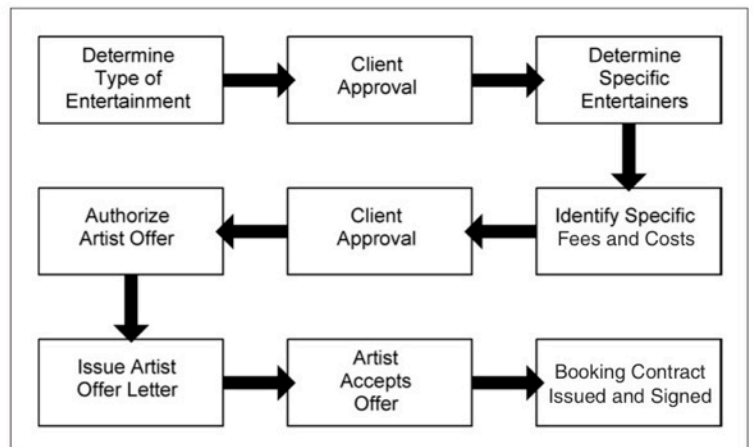 Determine
Type of
Entertainment
Client
Approval
Determine
Specific
Entertainers
Authorize
Artist Offer
Client
Approval
Identify Specific
Fees and Costs
Issue Artist
Offer Letter
Artist
Accepts
Offer
Booking Contract
Issued and Signed